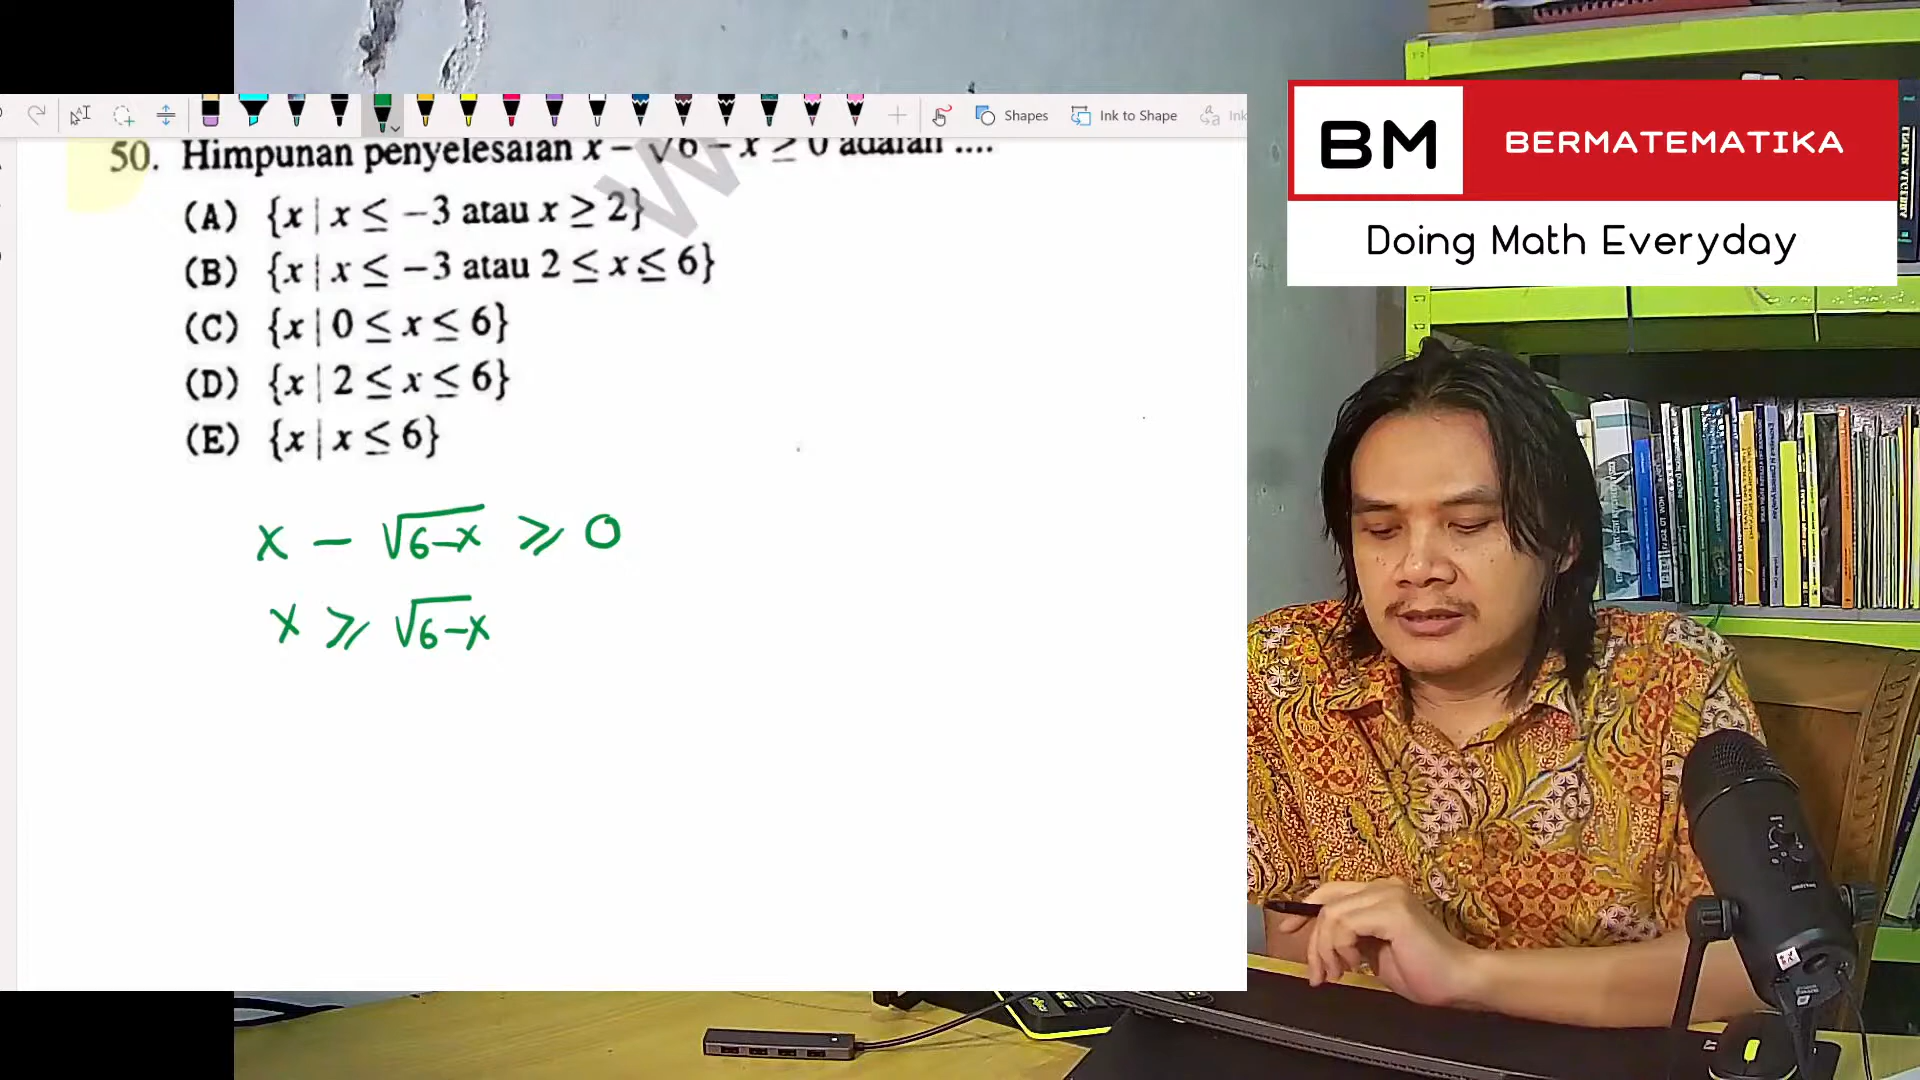 Shapes
Ink to Shape
Ink
BM BERMATEMATIKA
Doing Math Everyday
50. Himpunan penyelesaian x − √6 − x ≥ 0 adalah ....
(A) {x | x ≤ −3 atau x ≥ 2}
(B) {x | x ≤ −3 atau 2 ≤ x ≤ 6}
(C) {x | 0 ≤ x ≤ 6}
(D) {x | 2 ≤ x ≤ 6}
(E) {x | x ≤ 6}
x − √6−x ⩾ 0
x ⩾ √6−x